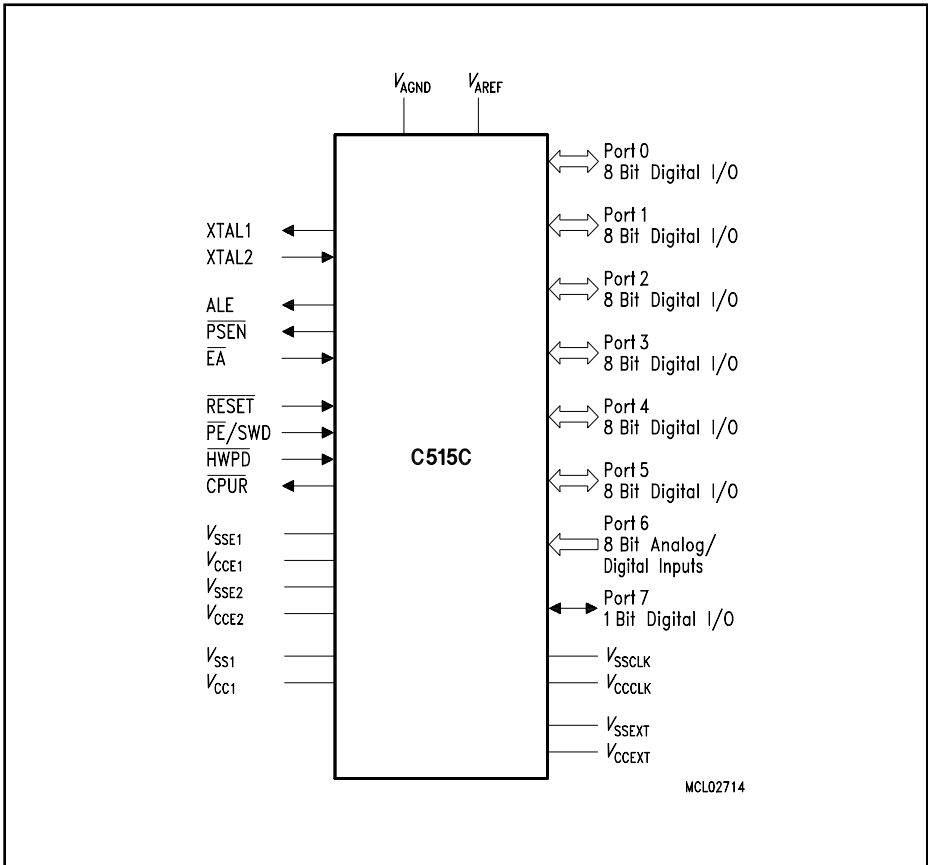 VAGND
VAREF
XTAL1
XTAL2
ALE
PSEN
EA
RESET
PE/SWD
HWPD
CPUR
VSSE1
VCCE1
VSSE2
VCCE2
VSS1
VCC1
C515C
Port 0
8 Bit Digital I/O
Port 1
8 Bit Digital I/O
Port 2
8 Bit Digital I/O
Port 3
8 Bit Digital I/O
Port 4
8 Bit Digital I/O
Port 5
8 Bit Digital I/O
Port 6
8 Bit Analog/
Digital Inputs
Port 7
1 Bit Digital I/O
VSSCLK
VCCCLK
VSSEXT
VCCEXT
MCL02714